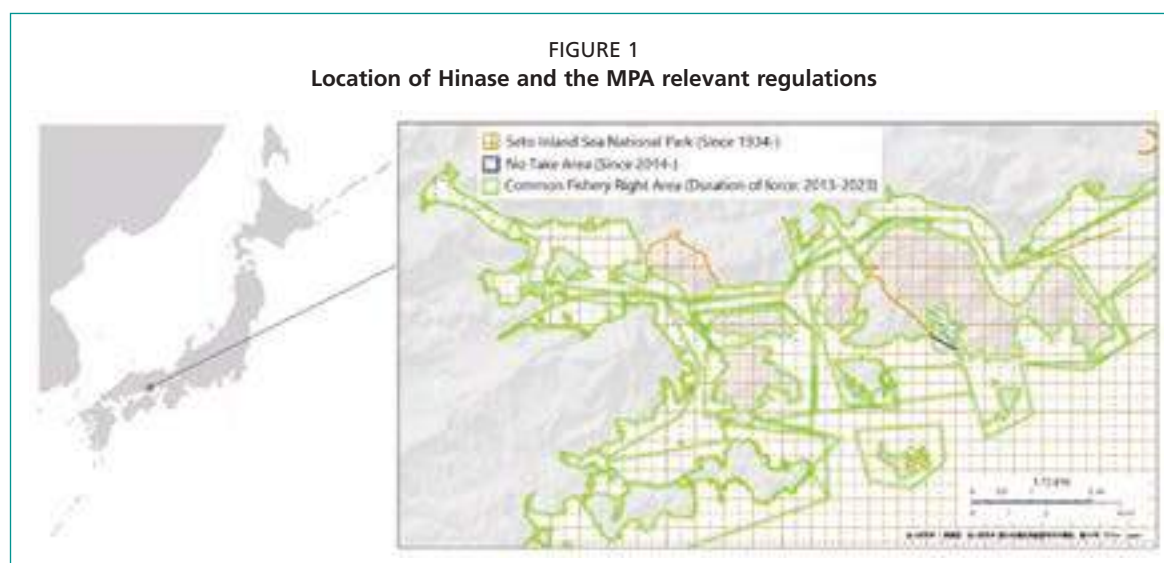 FIGURE 1
Location of Hinase and the MPA relevant regulations
Seto Inland Sea National Park (Since 1934-)
No Take Area (Since 2014-)
Common Fishery Right Area (Duration of force: 2013-2023)